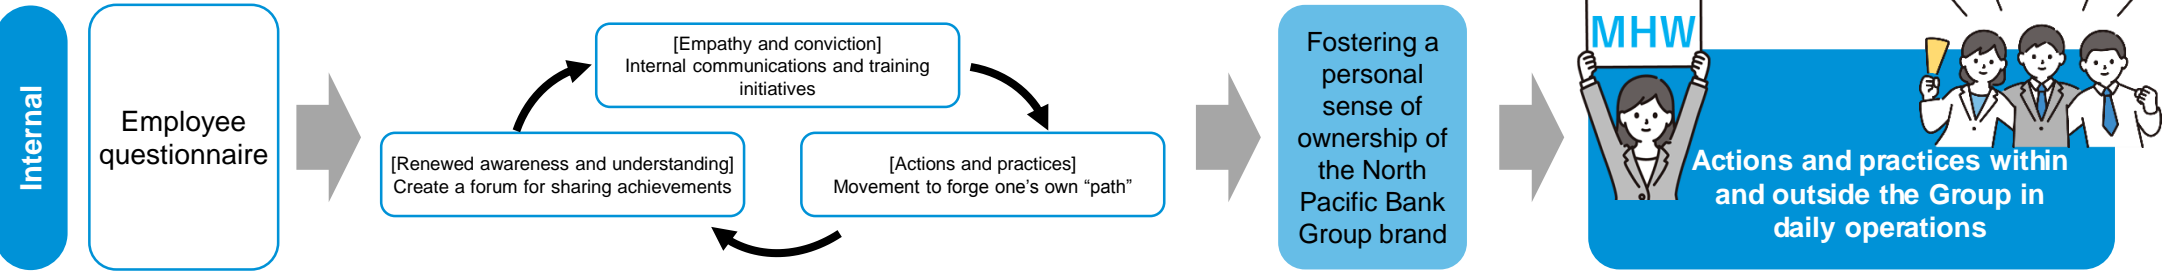 Internal
Employee
questionnaire
[Empathy and conviction]
Internal communications and training
initiatives
[Renewed awareness and understanding]
Create a forum for sharing achievements
[Actions and practices]
Movement to forge one’s own “path”
Fostering a
personal
sense of
ownership of
the North
Pacific Bank
Group brand
MHW
Actions and practices within
and outside the Group in
daily operations